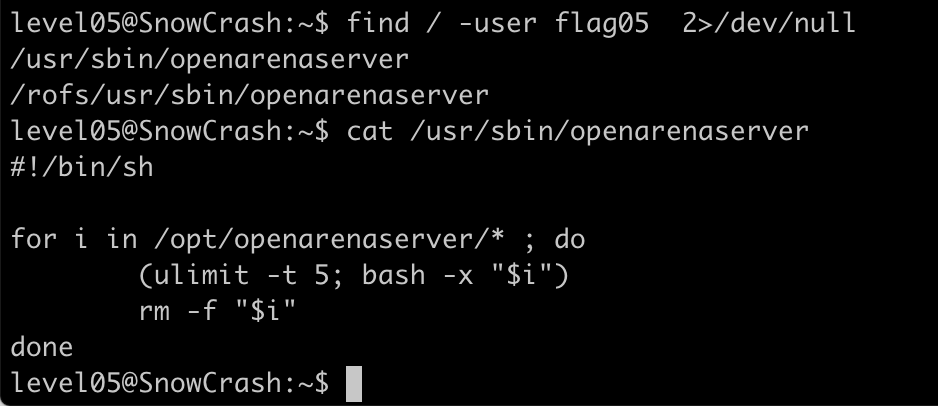 level05@SnowCrash:~$ find / -user flag05  2>/dev/null
/usr/sbin/openarenaserver
/rofs/usr/sbin/openarenaserver
level05@SnowCrash:~$ cat /usr/sbin/openarenaserver
#!/bin/sh

for i in /opt/openarenaserver/* ; do
        (ulimit -t 5; bash -x "$i")
        rm -f "$i"
done
level05@SnowCrash:~$